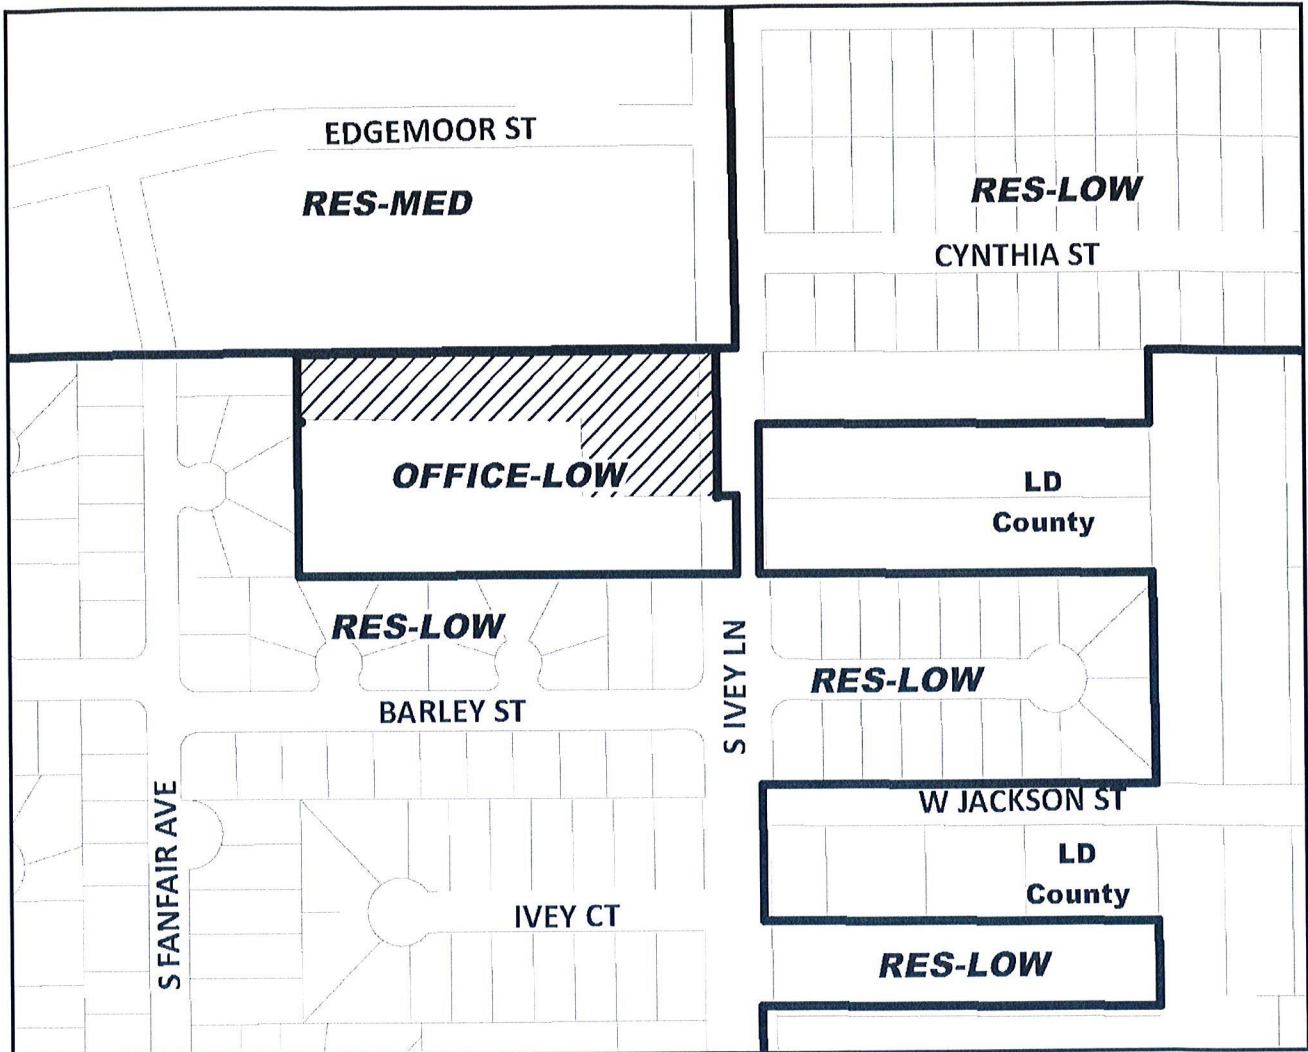 EDGEMOOR ST
RES-MED
RES-LOW
CYNTHIA ST
OFFICE-LOW
LD
County
RES-LOW
BARLEY ST
S IVEY LN
RES-LOW
W JACKSON ST
S FANFAIR AVE
IVEY CT
LD
County
RES-LOW